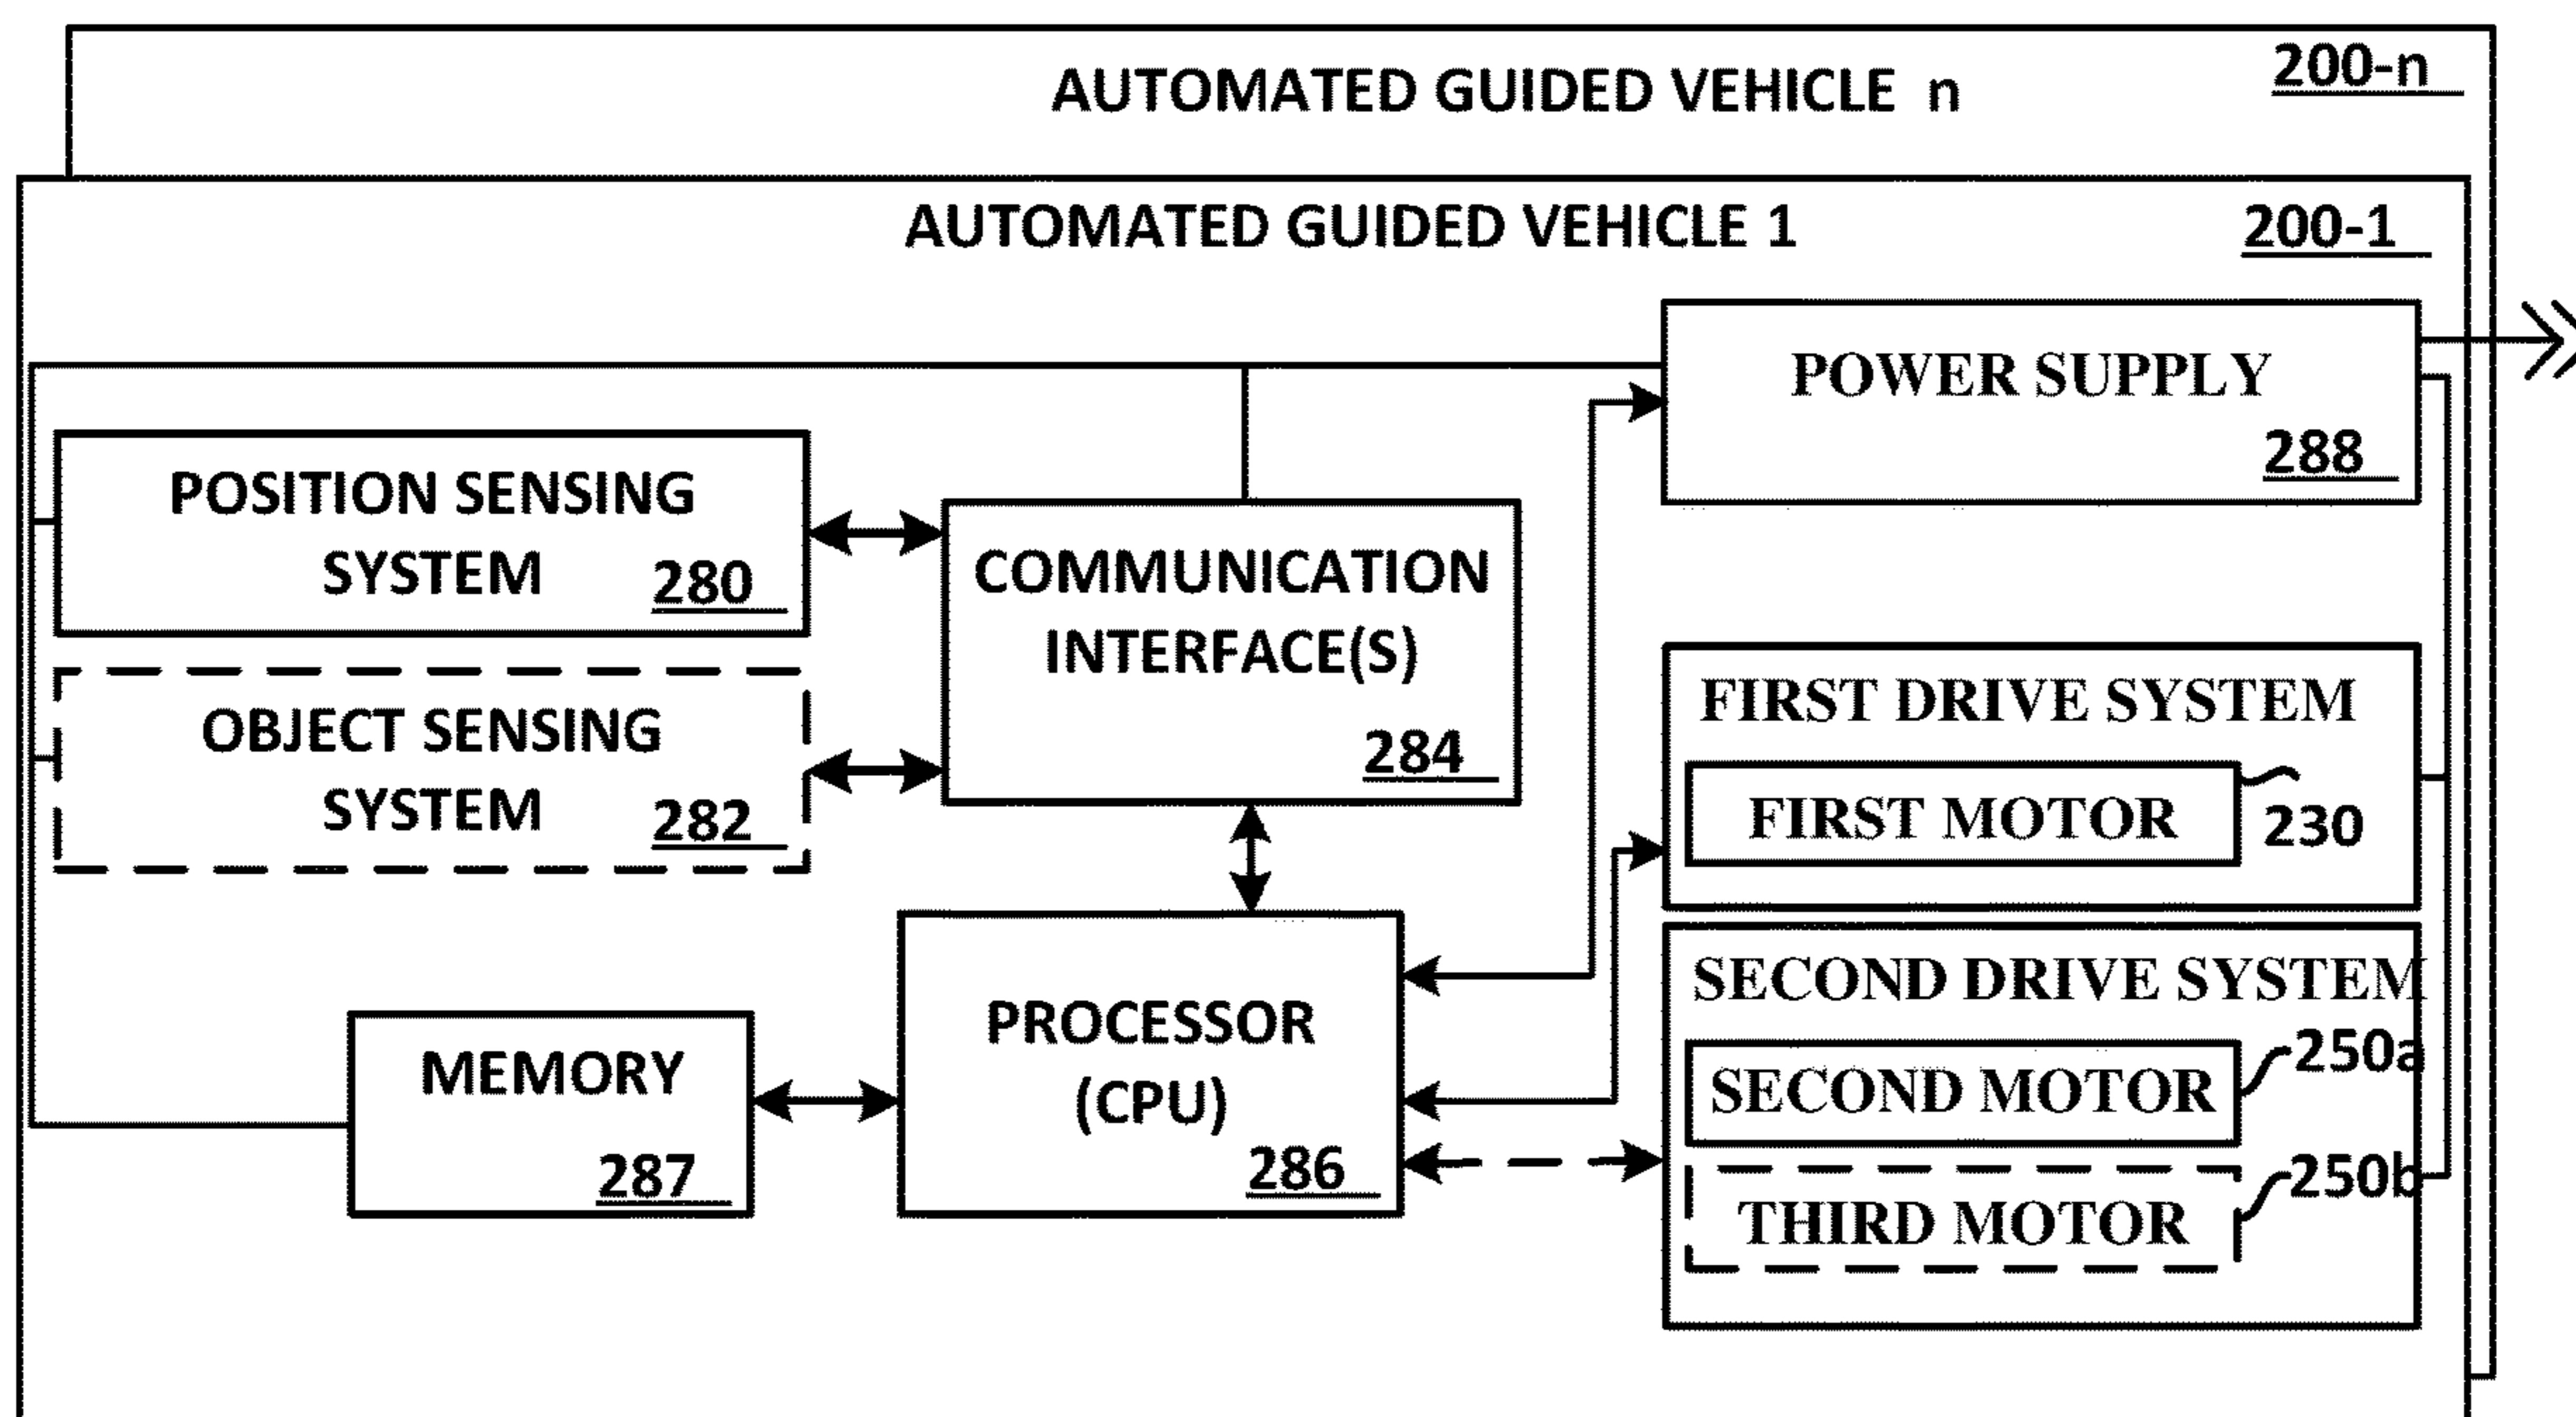 AUTOMATED GUIDED VEHICLE n
200-n
AUTOMATED GUIDED VEHICLE 1
200-1
POWER SUPPLY
288
POSITION SENSING
SYSTEM
280
COMMUNICATION
INTERFACE(S)
284
OBJECT SENSING
SYSTEM
282
FIRST DRIVE SYSTEM
FIRST MOTOR
230
MEMORY
287
PROCESSOR
(CPU)
286
SECOND DRIVE SYSTEM
SECOND MOTOR
250a
THIRD MOTOR
250b